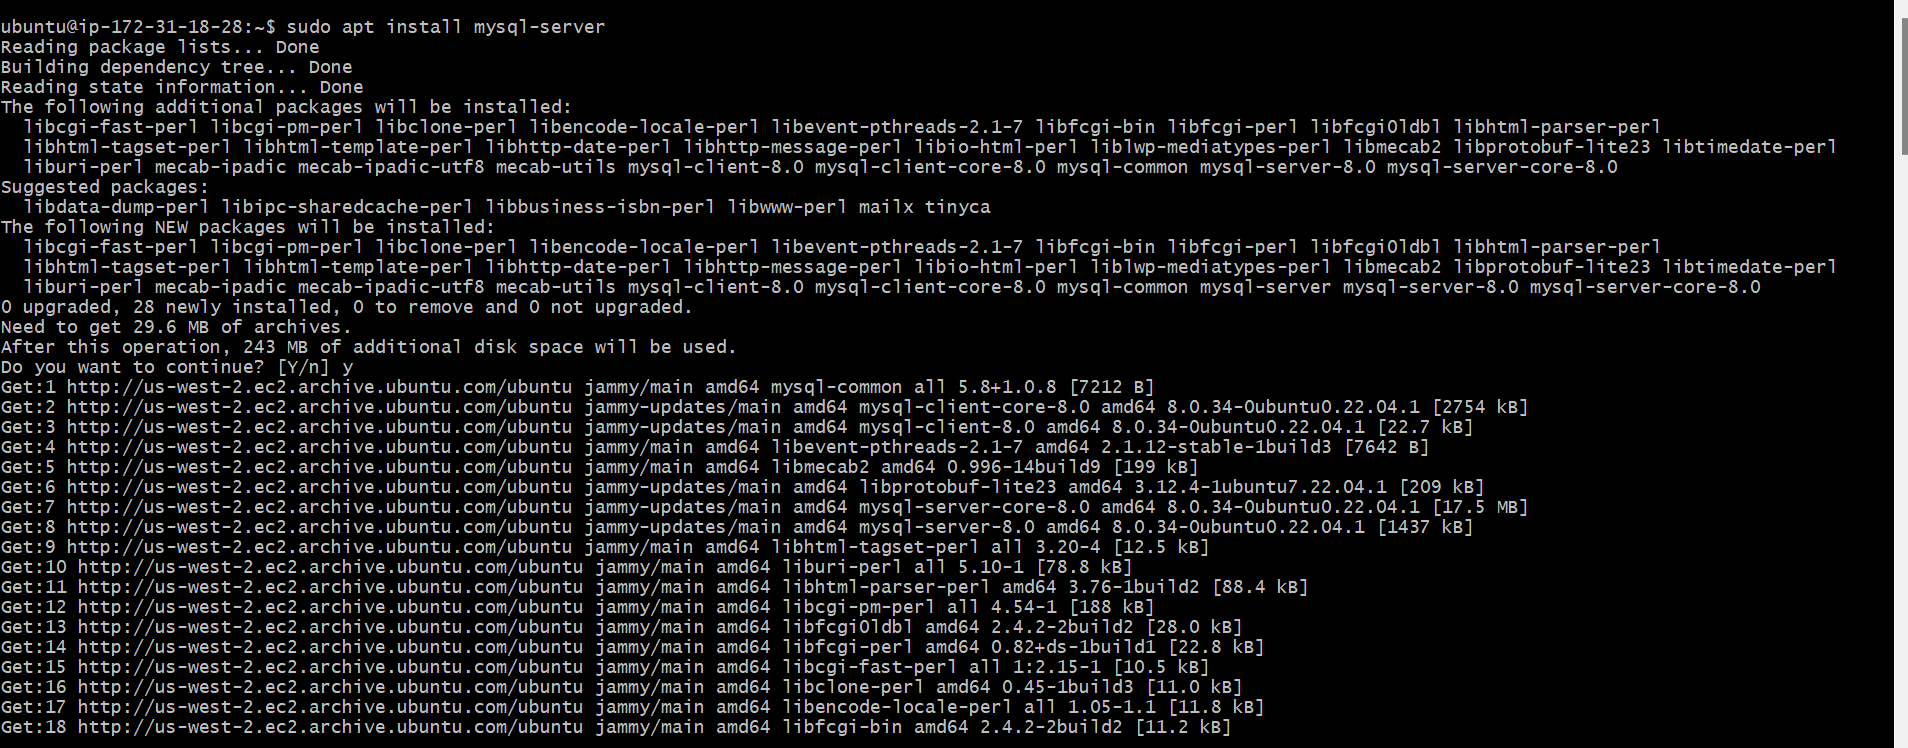 ubuntu@ip-172-31-18-28:~$ sudo apt install mysql-server
Reading package lists... Done
Building dependency tree... Done
Reading state information... Done
The following additional packages will be installed:
  libcgi-fast-perl libcgi-pm-perl libclone-perl libencode-locale-perl libevent-pthreads-2.1-7 libfcgi-bin libfcgi-perl libfcgi0ldbl libhtml-parser-perl
  libhtml-tagset-perl libhtml-template-perl libhttp-date-perl libhttp-message-perl libio-html-perl liblwp-mediatypes-perl libmecab2 libprotobuf-lite23 libtimedate-perl
  liburi-perl mecab-ipadic mecab-ipadic-utf8 mecab-utils mysql-client-8.0 mysql-client-core-8.0 mysql-common mysql-server-8.0 mysql-server-core-8.0
Suggested packages:
  libdata-dump-perl libipc-sharedcache-perl libbusiness-isbn-perl libwww-perl mailx tinyca
The following NEW packages will be installed:
  libcgi-fast-perl libcgi-pm-perl libclone-perl libencode-locale-perl libevent-pthreads-2.1-7 libfcgi-bin libfcgi-perl libfcgi0ldbl libhtml-parser-perl
  libhtml-tagset-perl libhtml-template-perl libhttp-date-perl libhttp-message-perl libio-html-perl liblwp-mediatypes-perl libmecab2 libprotobuf-lite23 libtimedate-perl
  liburi-perl mecab-ipadic mecab-ipadic-utf8 mecab-utils mysql-client-8.0 mysql-client-core-8.0 mysql-common mysql-server mysql-server-8.0 mysql-server-core-8.0
0 upgraded, 28 newly installed, 0 to remove and 0 not upgraded.
Need to get 29.6 MB of archives.
After this operation, 243 MB of additional disk space will be used.
Do you want to continue? [Y/n] y
Get:1 http://us-west-2.ec2.archive.ubuntu.com/ubuntu jammy/main amd64 mysql-common all 5.8+1.0.8 [7212 B]
Get:2 http://us-west-2.ec2.archive.ubuntu.com/ubuntu jammy-updates/main amd64 mysql-client-core-8.0 amd64 8.0.34-0ubuntu0.22.04.1 [2754 kB]
Get:3 http://us-west-2.ec2.archive.ubuntu.com/ubuntu jammy-updates/main amd64 mysql-client-8.0 amd64 8.0.34-0ubuntu0.22.04.1 [22.7 kB]
Get:4 http://us-west-2.ec2.archive.ubuntu.com/ubuntu jammy/main amd64 libevent-pthreads-2.1-7 amd64 2.1.12-stable-1build3 [7642 B]
Get:5 http://us-west-2.ec2.archive.ubuntu.com/ubuntu jammy/main amd64 libmecab2 amd64 0.996-14build9 [199 kB]
Get:6 http://us-west-2.ec2.archive.ubuntu.com/ubuntu jammy-updates/main amd64 libprotobuf-lite23 amd64 3.12.4-1ubuntu7.22.04.1 [209 kB]
Get:7 http://us-west-2.ec2.archive.ubuntu.com/ubuntu jammy-updates/main amd64 mysql-server-core-8.0 amd64 8.0.34-0ubuntu0.22.04.1 [17.5 MB]
Get:8 http://us-west-2.ec2.archive.ubuntu.com/ubuntu jammy-updates/main amd64 mysql-server-8.0 amd64 8.0.34-0ubuntu0.22.04.1 [1437 kB]
Get:9 http://us-west-2.ec2.archive.ubuntu.com/ubuntu jammy/main amd64 libhtml-tagset-perl all 3.20-4 [12.5 kB]
Get:10 http://us-west-2.ec2.archive.ubuntu.com/ubuntu jammy/main amd64 liburi-perl all 5.10-1 [78.8 kB]
Get:11 http://us-west-2.ec2.archive.ubuntu.com/ubuntu jammy/main amd64 libhtml-parser-perl amd64 3.76-1build2 [88.4 kB]
Get:12 http://us-west-2.ec2.archive.ubuntu.com/ubuntu jammy/main amd64 libcgi-pm-perl all 4.54-1 [188 kB]
Get:13 http://us-west-2.ec2.archive.ubuntu.com/ubuntu jammy/main amd64 libfcgi0ldbl amd64 2.4.2-2build2 [28.0 kB]
Get:14 http://us-west-2.ec2.archive.ubuntu.com/ubuntu jammy/main amd64 libfcgi-perl amd64 0.82+ds-1build1 [22.8 kB]
Get:15 http://us-west-2.ec2.archive.ubuntu.com/ubuntu jammy/main amd64 libcgi-fast-perl all 1:2.15-1 [10.5 kB]
Get:16 http://us-west-2.ec2.archive.ubuntu.com/ubuntu jammy/main amd64 libclone-perl amd64 0.45-1build3 [11.0 kB]
Get:17 http://us-west-2.ec2.archive.ubuntu.com/ubuntu jammy/main amd64 libencode-locale-perl all 1.05-1.1 [11.8 kB]
Get:18 http://us-west-2.ec2.archive.ubuntu.com/ubuntu jammy/main amd64 libfcgi-bin amd64 2.4.2-2build2 [11.2 kB]